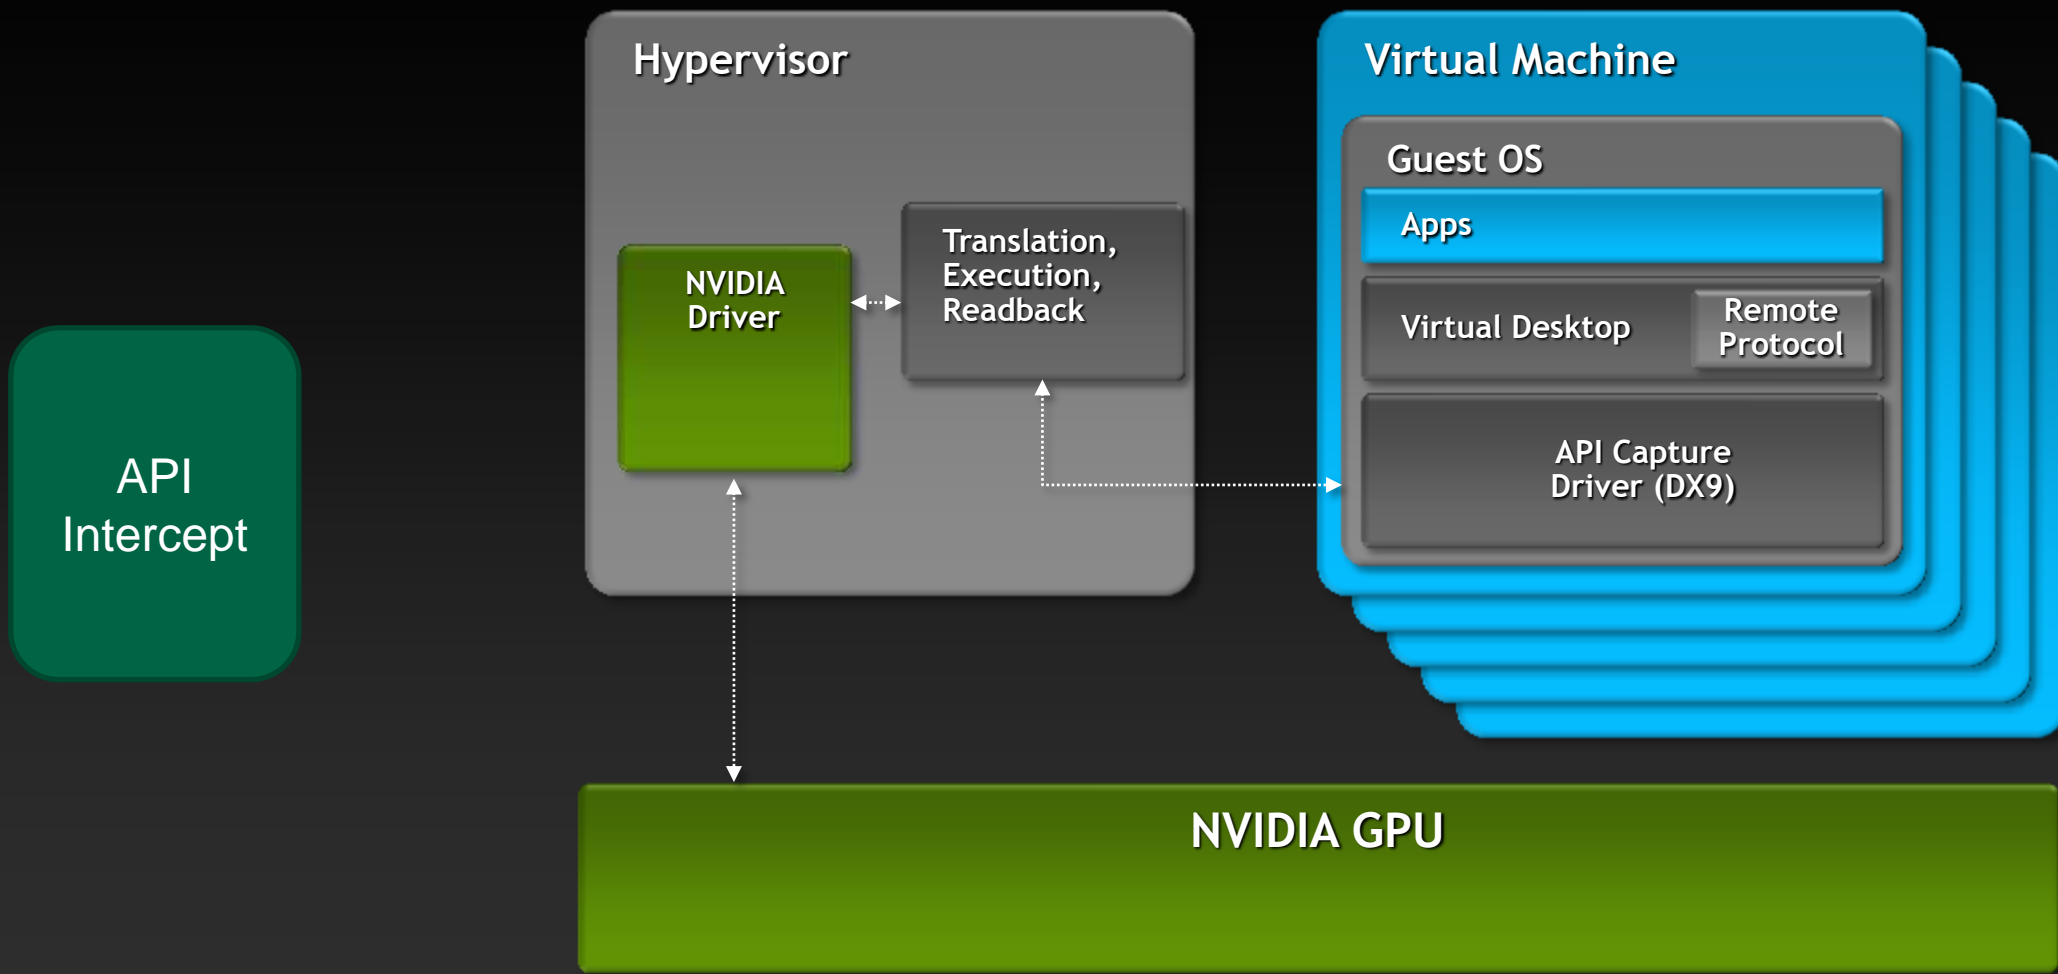 API
Intercept
Hypervisor
NVIDIA
Driver
Translation,
Execution,
Readback
Virtual Machine
Guest OS
Apps
Virtual Desktop
Remote
Protocol
API Capture
Driver (DX9)
NVIDIA GPU